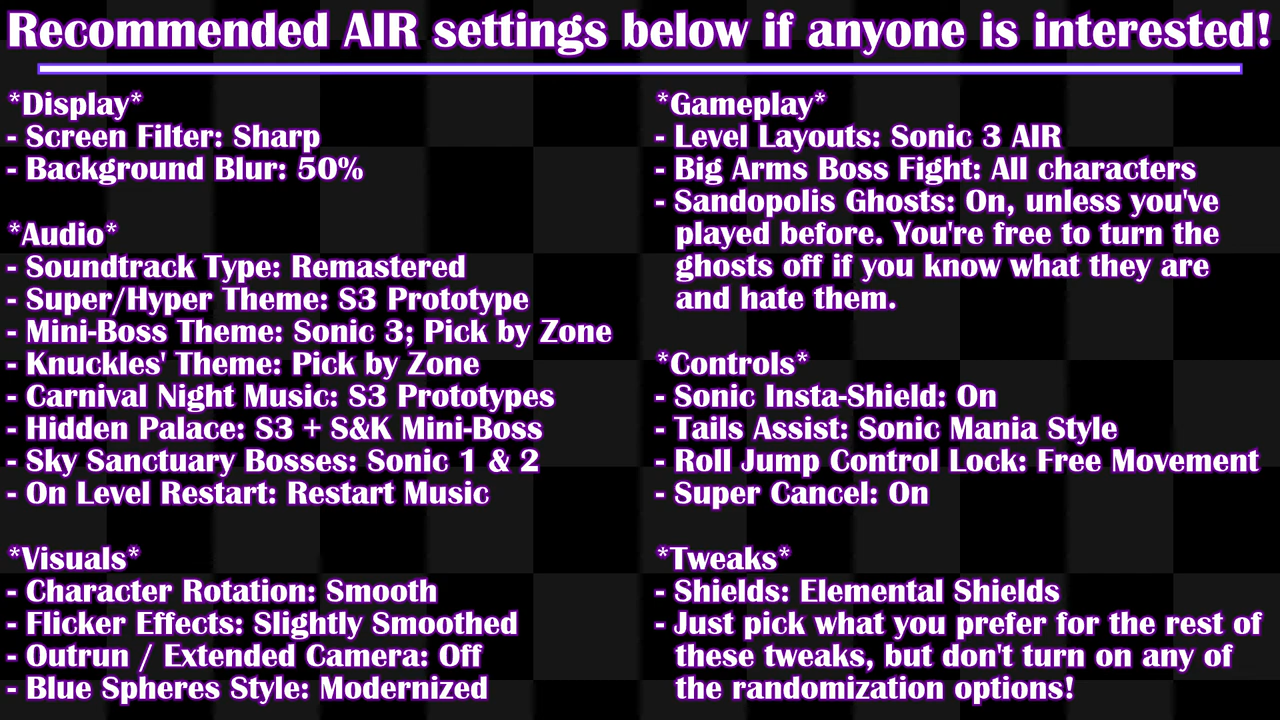 Recommended AIR settings below if anyone is interested!
*Display*
- Screen Filter: Sharp
- Background Blur: 50%
*Audio*
- Soundtrack Type: Remastered
- Super/Hyper Theme: S3 Prototype
- Mini-Boss Theme: Sonic 3; Pick by Zone
- Knuckles' Theme: Pick by Zone
- Carnival Night Music: S3 Prototypes
- Hidden Palace: S3 + S&K Mini-Boss
- Sky Sanctuary Bosses: Sonic 1 & 2
- On Level Restart: Restart Music
*Visuals*
- Character Rotation: Smooth
- Flicker Effects: Slightly Smoothed
- Outrun / Extended Camera: Off
- Blue Spheres Style: Modernized
*Gameplay*
- Level Layouts: Sonic 3 AIR
- Big Arms Boss Fight: All characters
- Sandopolis Ghosts: On, unless you've
played before. You're free to turn the
ghosts off if you know what they are
and hate them.
*Controls*
- Sonic Insta-Shield: On
- Tails Assist: Sonic Mania Style
- Roll Jump Control Lock: Free Movement
- Super Cancel: On
*Tweaks*
- Shields: Elemental Shields
- Just pick what you prefer for the rest of
these tweaks, but don't turn on any of
the randomization options!